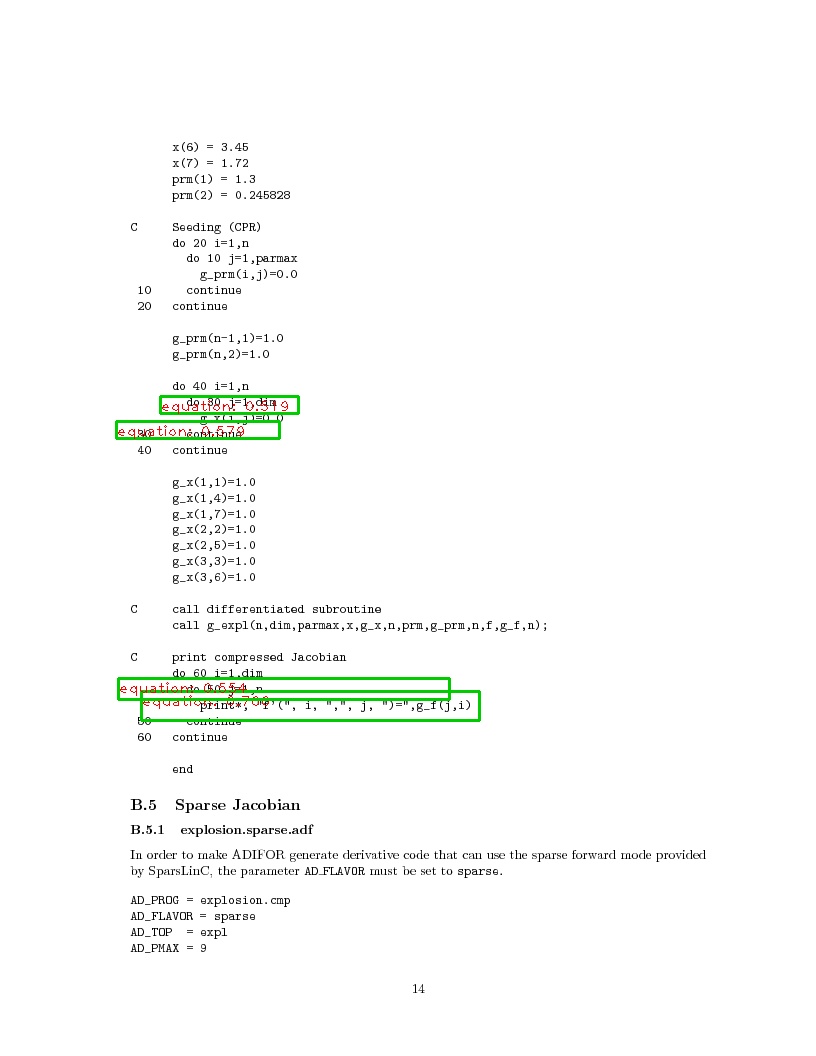 x(6) = 3.45
x(7) = 1.72
prm(1) = 1.3
prm(2) = 0.245828
C Seeding (CPR)
do 20 i=1,n
do 10 j=1,parmax
g_prm(i,j)=0.0
10 continue
20 continue
g_prm(n-1,1)=1.0
g_prm(n,2)=1.0
do 40 i=1,n
do 30 j=1,dim
equation:
g_x(i,j)=0.0
equation: 0.579
30 continue
40 continue
g_x(1,1)=1.0
g_x(1,4)=1.0
g_x(1,7)=1.0
g_x(2,2)=1.0
g_x(2,5)=1.0
g_x(3,3)=1.0
g_x(3,6)=1.0
C call differentiated subroutine
call g_expl(n,dim,parmax,x,g_x,n,prm,g_prm,n,f,g_f,n);
C print compressed Jacobian
do 60 i=1,dim
equation:
do 50 j=1,n
equation:
print*, "f'(", i, ",", j, ")=",g_f(j,i)
50 continue
60 continue
end
B.5 Sparse Jacobian
B.5.1 explosion.sparse.adf
In order to make ADIFOR generate derivative code that can use the sparse forward mode provided
by SparsLinC, the parameter AD_FLAVOR must be set to sparse.
AD_PROG = explosion.cmp
AD_FLAVOR = sparse
AD_TOP = expl
AD_PMAX = 9
14